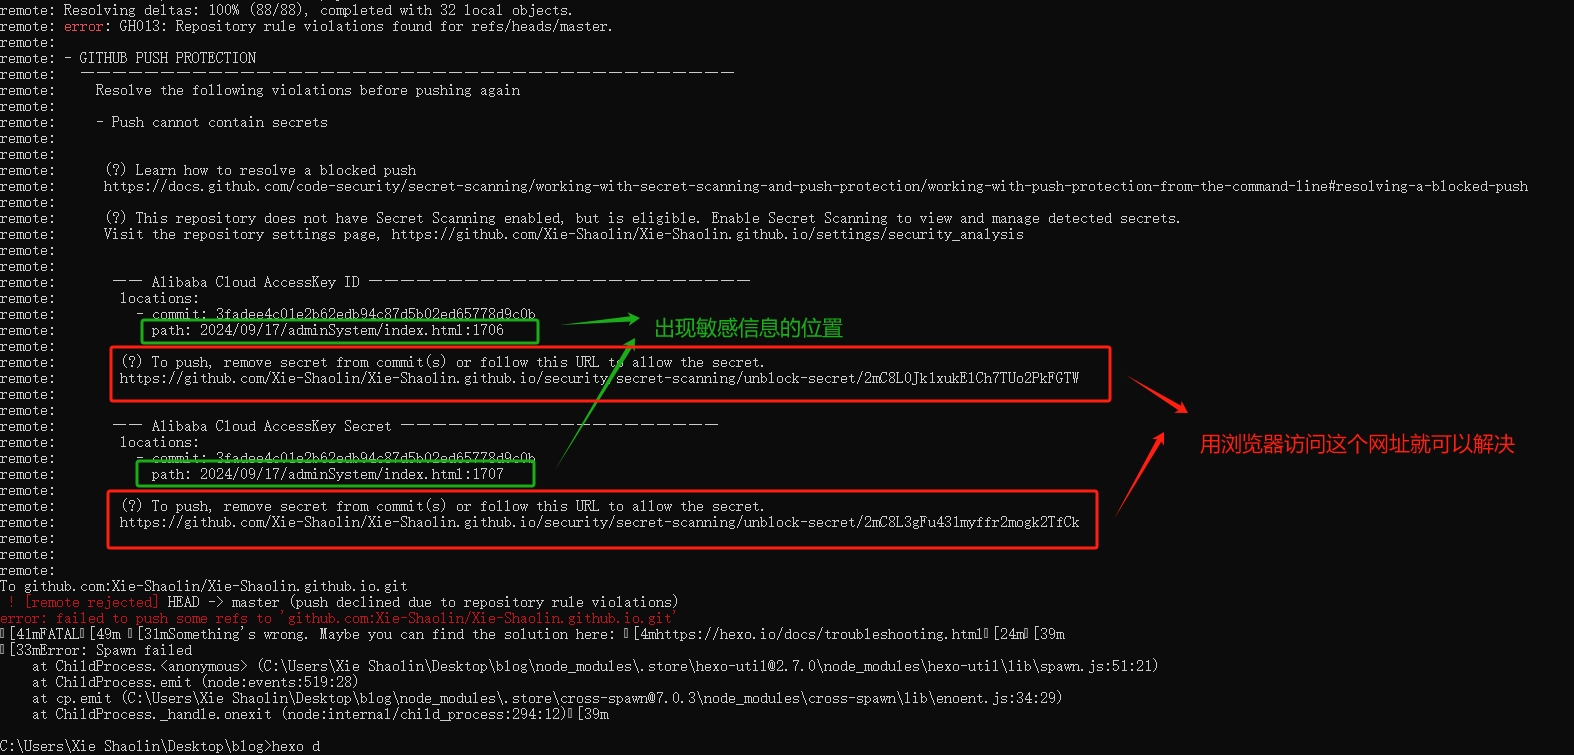 remote: Resolving deltas: 100% (88/88), completed with 32 local objects.
remote: error: GH013: Repository rule violations found for refs/heads/master.
remote:
remote: - GITHUB PUSH PROTECTION
remote: —————————————————————————————————————————
remote: Resolve the following violations before pushing again
remote:
remote: - Push cannot contain secrets
remote:
remote:
remote: (?) Learn how to resolve a blocked push
remote: https://docs.github.com/code-security/secret-scanning/working-with-secret-scanning-and-push-protection/working-with-push-protection-from-the-command-line#resolving-a-blocked-push
remote:
remote: (?) This repository does not have Secret Scanning enabled, but is eligible. Enable Secret Scanning to view and manage detected secrets.
remote: Visit the repository settings page, https://github.com/Xie-Shaolin/Xie-Shaolin.github.io/settings/security_analysis
remote:
remote:
remote: —— Alibaba Cloud AccessKey ID ————————————————————————
remote: locations:
remote: - commit: 3fadee4c01e2b62edb94c87d5b02ed65778d9c0b
remote: path: 2024/09/17/adminSystem/index.html:1706
出现敏感信息的位置
remote:
remote: (?) To push, remove secret from commit(s) or follow this URL to allow the secret.
remote: https://github.com/Xie-Shaolin/Xie-Shaolin.github.io/security/secret-scanning/unblock-secret/2mC8L0Jk1xukE1Ch7TUo2PkFGTW
remote:
remote:
remote: —— Alibaba Cloud AccessKey Secret ————————————————————
remote: locations:
用浏览器访问这个网址就可以解决
remote: - commit: 3fadee4c01e2b62edb94c87d5b02ed65778d9c0b
remote: path: 2024/09/17/adminSystem/index.html:1707
remote:
remote: (?) To push, remove secret from commit(s) or follow this URL to allow the secret.
remote: https://github.com/Xie-Shaolin/Xie-Shaolin.github.io/security/secret-scanning/unblock-secret/2mC8L3gFu431myffr2mogk2TfCk
remote:
remote:
remote:
To github.com:Xie-Shaolin/Xie-Shaolin.github.io.git
! [remote rejected] HEAD -> master (push declined due to repository rule violations)
error: failed to push some refs to 'github.com:Xie-Shaolin/Xie-Shaolin.github.io.git'
[41mFATAL[49m [31mSomething's wrong. Maybe you can find the solution here: [4mhttps://hexo.io/docs/troubleshooting.html[24m[39m
[33mError: Spawn failed
at ChildProcess.<anonymous> (C:\Users\Xie Shaolin\Desktop\blog\node_modules\.store\hexo-util@2.7.0\node_modules\hexo-util\lib\spawn.js:51:21)
at ChildProcess.emit (node:events:519:28)
at cp.emit (C:\Users\Xie Shaolin\Desktop\blog\node_modules\.store\cross-spawn@7.0.3\node_modules\cross-spawn\lib\enoent.js:34:29)
at ChildProcess._handle.onexit (node:internal/child_process:294:12)[39m
C:\Users\Xie Shaolin\Desktop\blog>hexo d